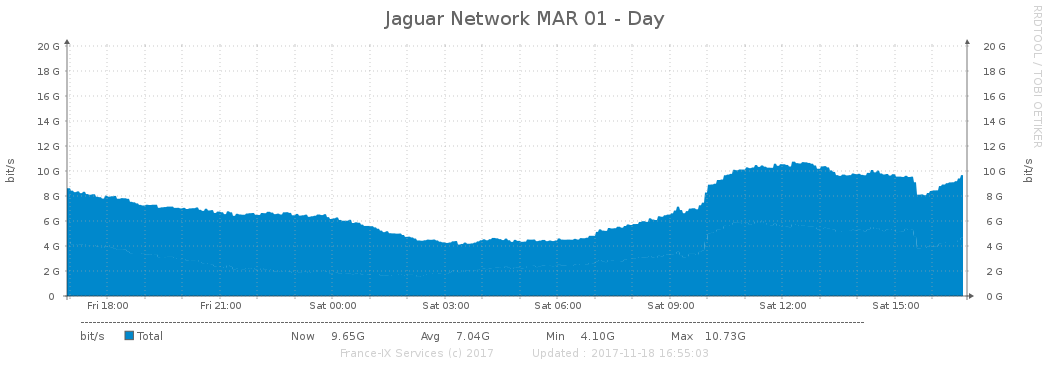 Jaguar Network MAR 01 - Day
RRDTOOL / TOBI OETIKER
bit/s
20 G 20 G
18 G 18 G
16 G 16 G
14 G 14 G
12 G 12 G
10 G 10 G
8 G 8 G
6 G 6 G
4 G 4 G
2 G 2 G
0 0 G
bit/s
Fri 18:00 Fri 21:00 Sat 00:00 Sat 03:00 Sat 06:00 Sat 09:00 Sat 12:00 Sat 15:00
bit/s Total Now 9.65G Avg 7.04G Min 4.10G Max 10.73G
France-IX Services (c) 2017 Updated : 2017-11-18 16:55:03